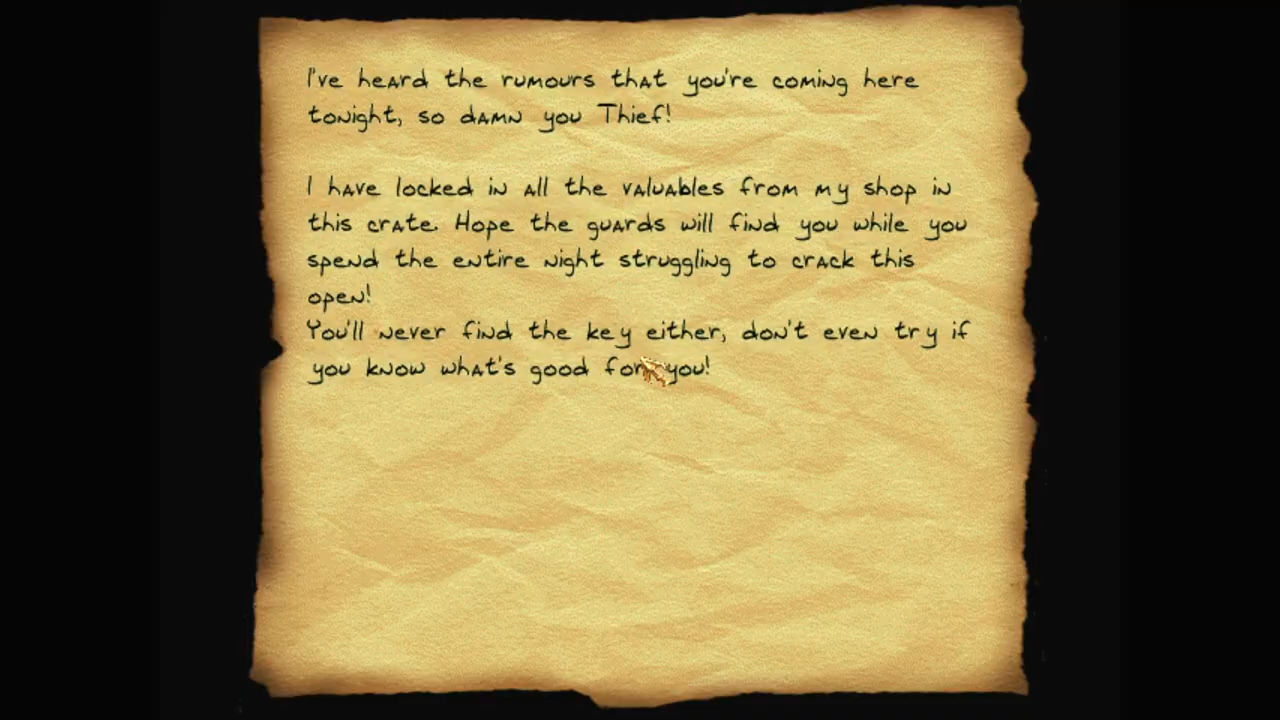 I've heard the rumours that you're coming here
tonight, so damn you Thief!
I have locked in all the valuables from my shop in
this crate. Hope the guards will find you while you
spend the entire night struggling to crack this
open!
You'll never find the key either, don't even try if
you know what's good for you!